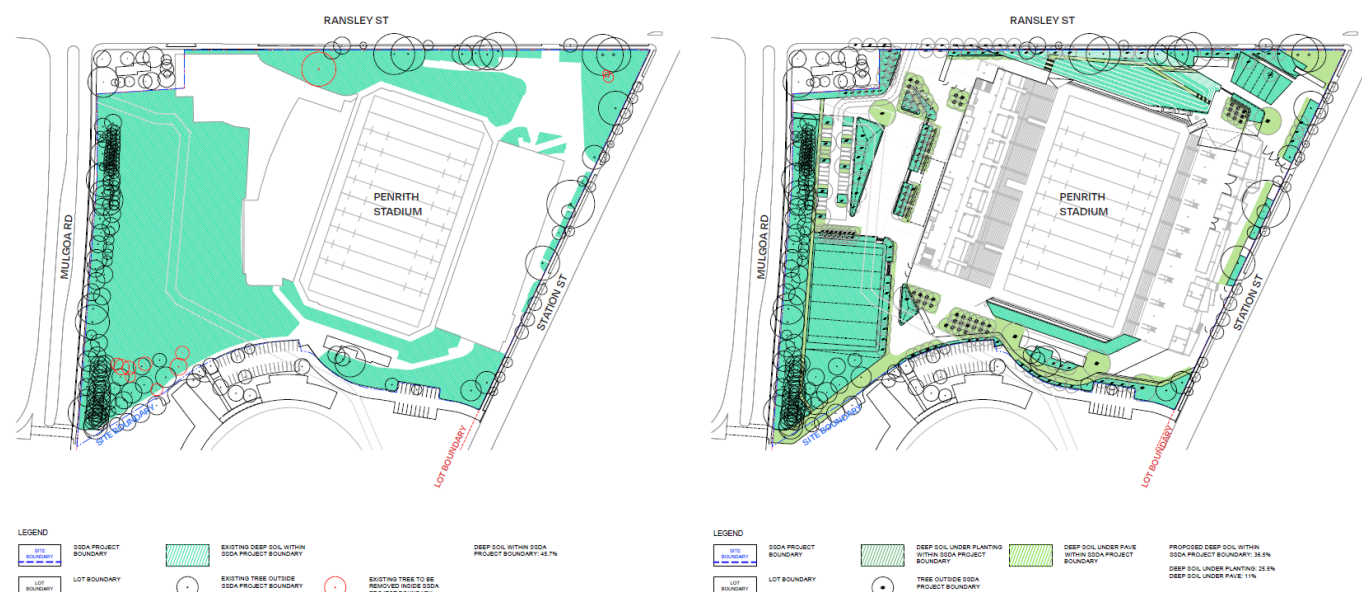 RANSLEY ST
MULGOA RD
PENRITH
STADIUM
STATION ST
SITE BOUNDARY
LOT BOUNDARY
LEGEND
SITE
BOUNDARY
SSDA PROJECT
BOUNDARY
EXISTING DEEP SOIL WITHIN
SSDA PROJECT BOUNDARY
DEEP SOIL WITHIN SSDA
PROJECT BOUNDARY: 45.7%
LOT
BOUNDARY
LOT BOUNDARY
EXISTING TREE OUTSIDE
SSDA PROJECT BOUNDARY
EXISTING TREE TO BE
REMOVED INSIDE SSDA
PROJECT BOUNDARY
RANSLEY ST
MULGOA RD
PENRITH
STADIUM
STATION ST
SITE BOUNDARY
LOT BOUNDARY
LEGEND
SITE
BOUNDARY
SSDA PROJECT
BOUNDARY
DEEP SOIL UNDER PLANTING
WITHIN SSDA PROJECT
BOUNDARY
DEEP SOIL UNDER PAVE
WITHIN SSDA PROJECT
BOUNDARY
PROPOSED DEEP SOIL WITHIN
SSDA PROJECT BOUNDARY: 36.5%
DEEP SOIL UNDER PLANTING: 25.5%
DEEP SOIL UNDER PAVE: 11%
LOT
BOUNDARY
LOT BOUNDARY
TREE OUTSIDE SSDA
PROJECT BOUNDARY